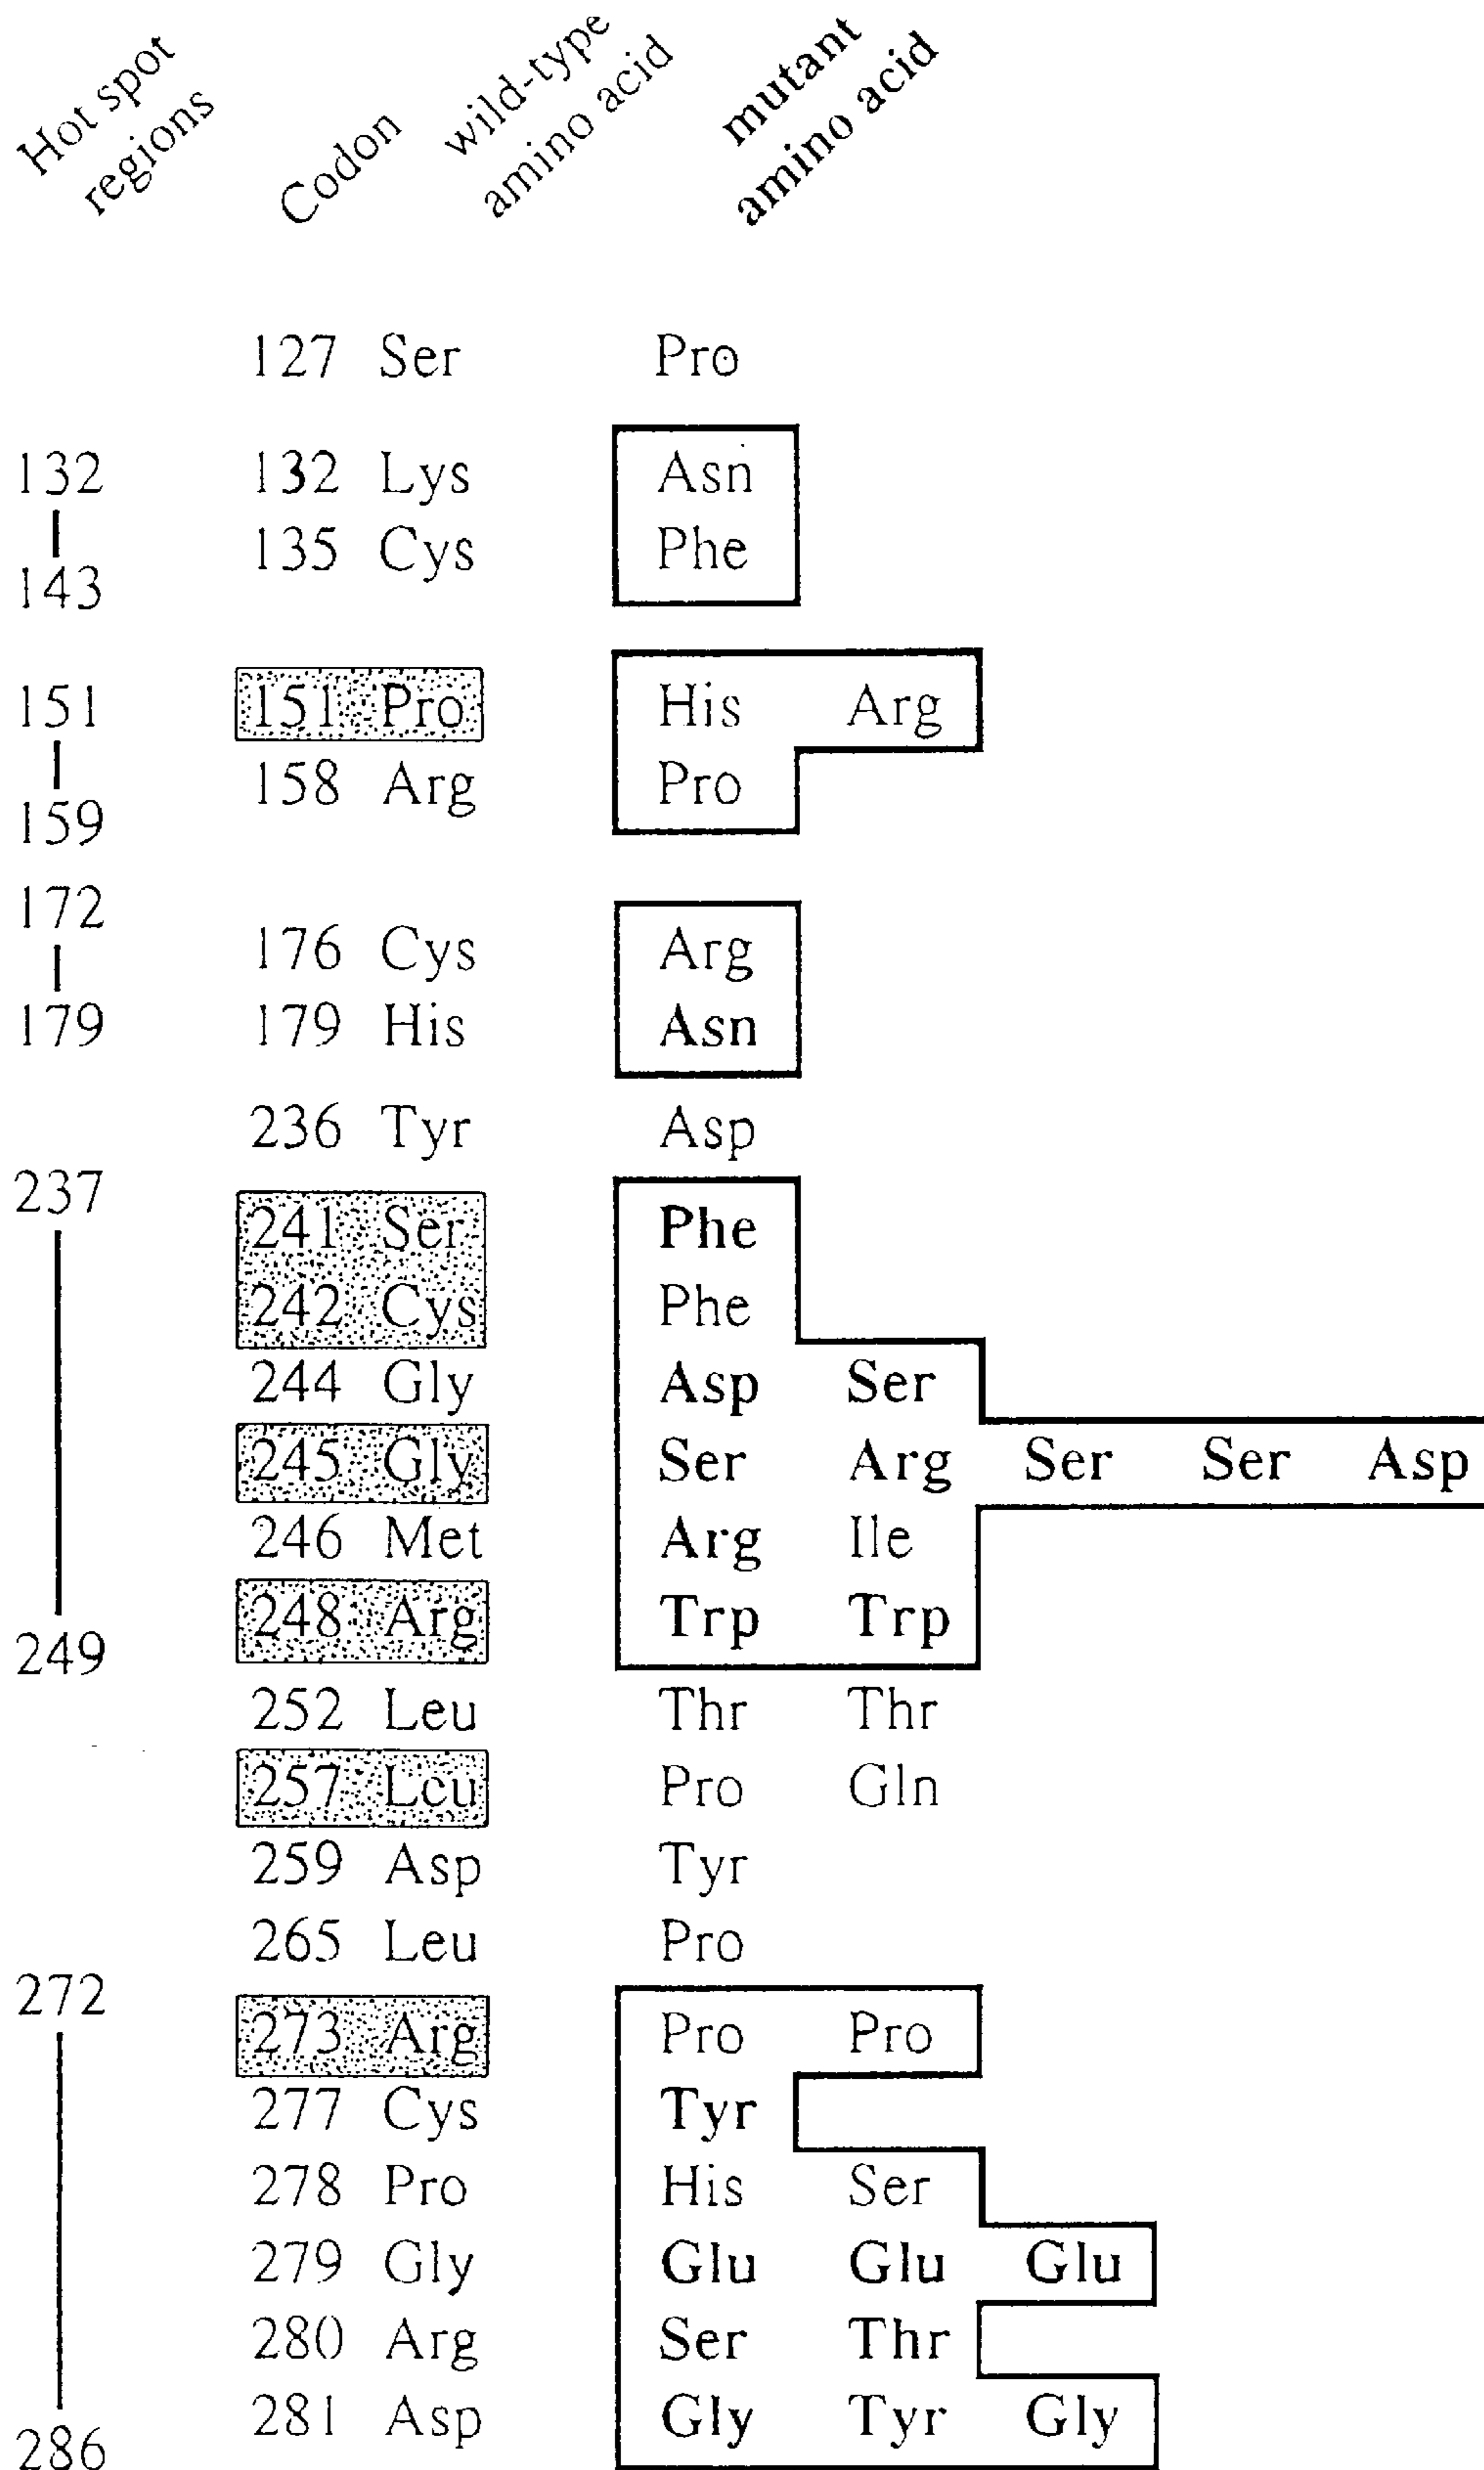 Hot spot regions Codon wild-type amino acid mutant amino acid
127 Ser Pro
132 132 Lys Asn
135 Cys Phe
143
151 151 Pro His Arg
158 Arg Pro
159
172
176 Cys Arg
179 179 His Asn
236 Tyr Asp
237
241 Ser Phe
242 Cys Phe
244 Gly Asp Ser
245 Gly Ser Arg Ser Ser Asp
246 Met Arg Ile
248 Arg Trp Trp
249
252 Leu Thr Thr
257 Leu Pro Gln
259 Asp Tyr
265 Leu Pro
272
273 Arg Pro Pro
277 Cys Tyr
278 Pro His Ser
279 Gly Glu Glu Glu
280 Arg Ser Thr
281 Asp Gly Tyr Gly
286